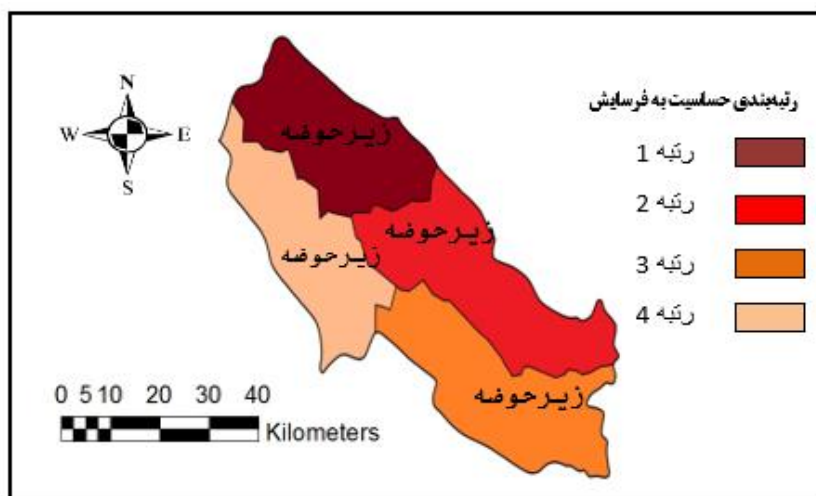 N
W E
S
رتبه‌بندی حساسیت به فرسایش
رتبه 1
رتبه 2
رتبه 3
رتبه 4
زیرحوضه
زیرحوضه
زیرحوضه
زیرحوضه
0 5 10 20 30 40
Kilometers